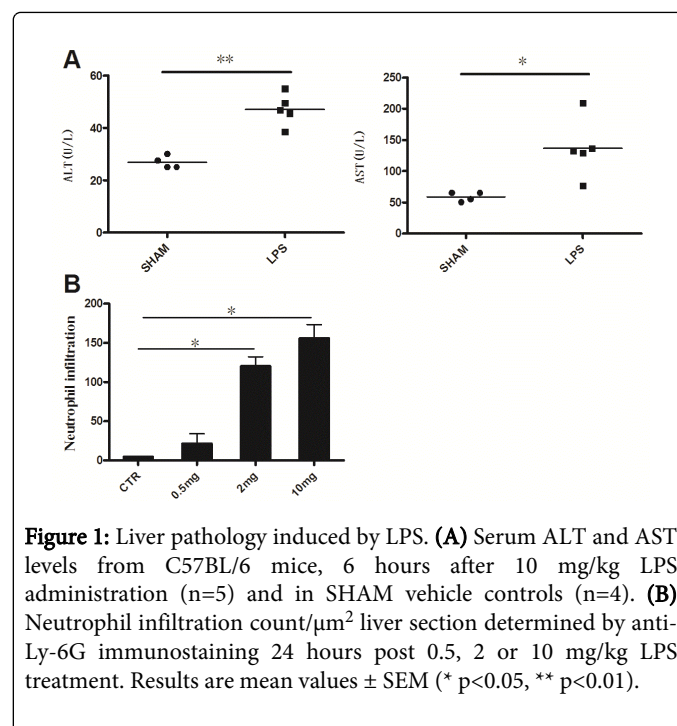 A
**
*
60
40
20
0
ALT (U/L)
SHAM
LPS
250
200
150
100
50
0
AST (U/L)
SHAM
LPS
B
200
150
100
50
0
Neutrophil infiltration
*
*
CTR
0.5mg
2mg
10mg
Figure 1: Liver pathology induced by LPS. (A) Serum ALT and AST
levels from C57BL/6 mice, 6 hours after 10 mg/kg LPS
administration (n=5) and in SHAM vehicle controls (n=4). (B)
Neutrophil infiltration count/μm² liver section determined by anti-
Ly-6G immunostaining 24 hours post 0.5, 2 or 10 mg/kg LPS
treatment. Results are mean values ± SEM (* p<0.05, ** p<0.01).